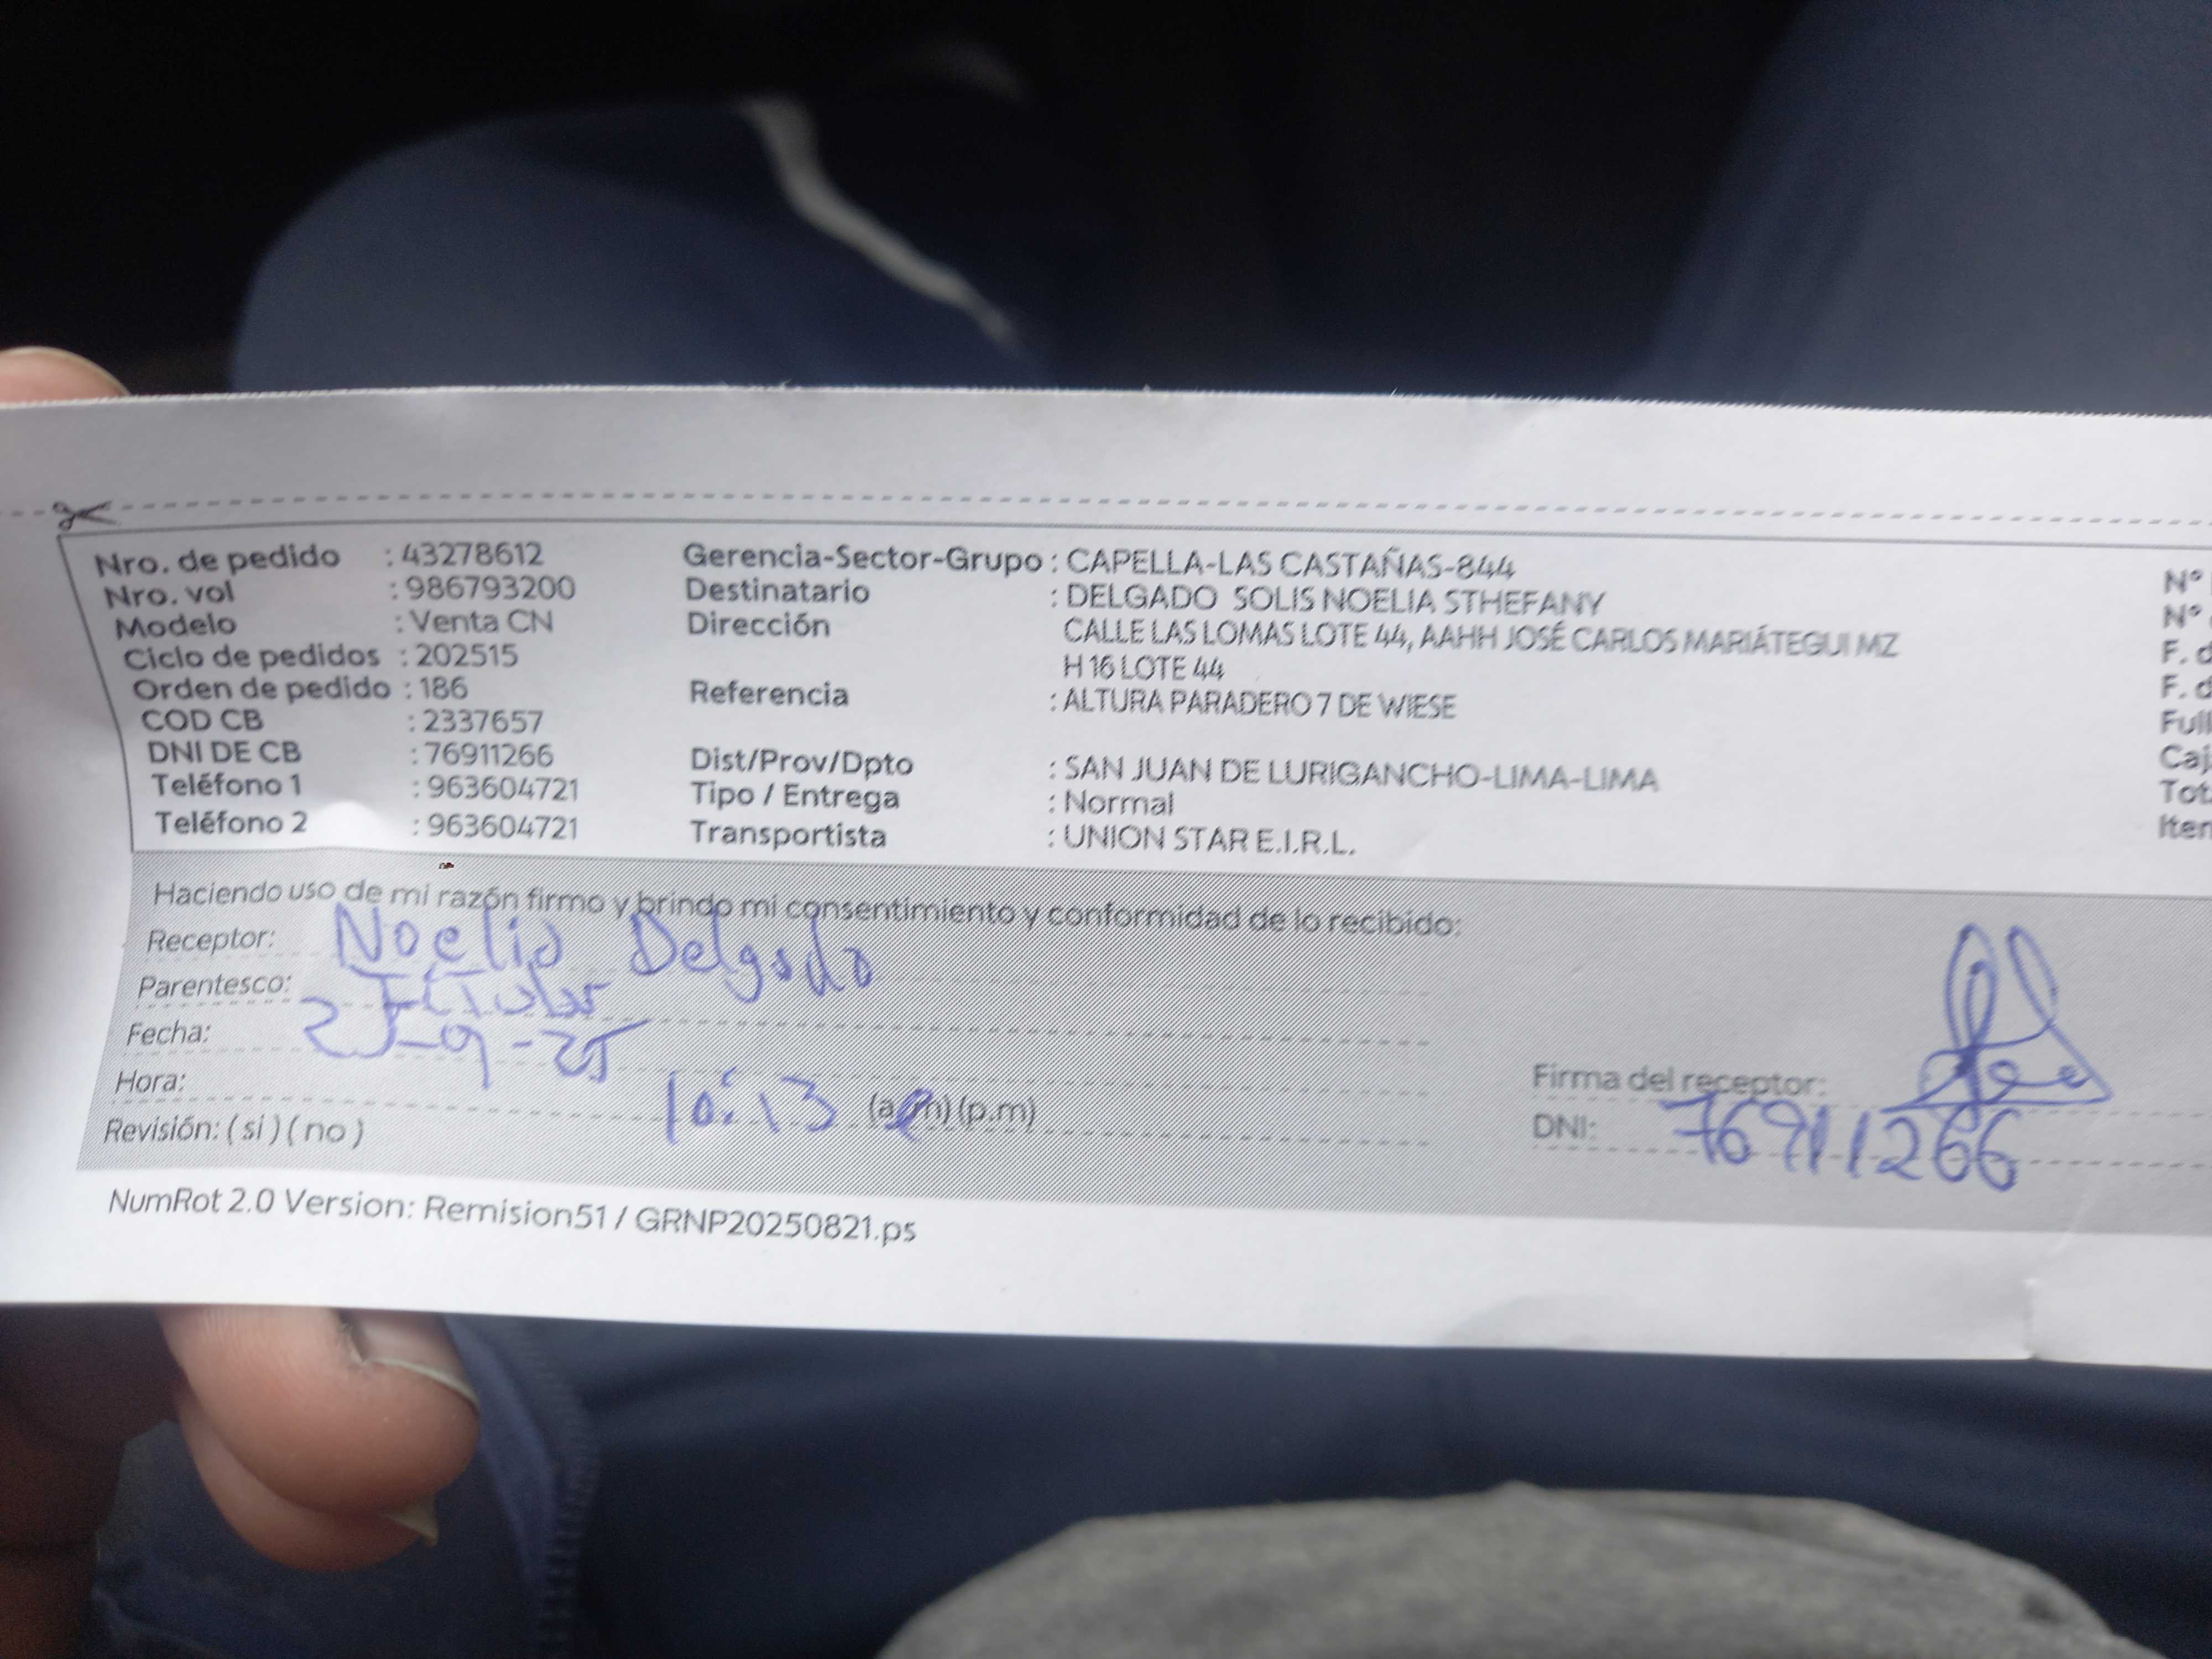 Nro. de pedido : 43278612
Nro. vol : 986793200
Modelo : Venta CN
Ciclo de pedidos : 202515
Orden de pedido : 186
COD CB : 2337657
DNI DE CB : 76911266
Teléfono 1 : 963604721
Teléfono 2 : 963604721
Gerencia-Sector-Grupo : CAPELLA-LAS CASTAÑAS-844
Destinatario : DELGADO SOLIS NOELIA STHEFANY
Dirección CALLE LAS LOMAS LOTE 44, AAHH JOSÉ CARLOS MARIÁTEGUI MZ
H 16 LOTE 44
Referencia : ALTURA PARADERO 7 DE WIESE
Dist/Prov/Dpto : SAN JUAN DE LURIGANCHO-LIMA-LIMA
Tipo / Entrega : Normal
Transportista : UNION STAR E.I.R.L.
N°
N°
F. d
F. d
Full
Caj
Tot
Iten
Haciendo uso de mi razón firmo y brindo mi consentimiento y conformidad de lo recibido:
Receptor: Noelia Delgado
Parentesco: Titular
Fecha: 25-09-25
Hora: 10:13 (a.m) (p.m)
Revisión: ( si ) ( no )
Firma del receptor:
DNI: 76911266
NumRot 2.0 Version: Remision51 / GRNP20250821.ps